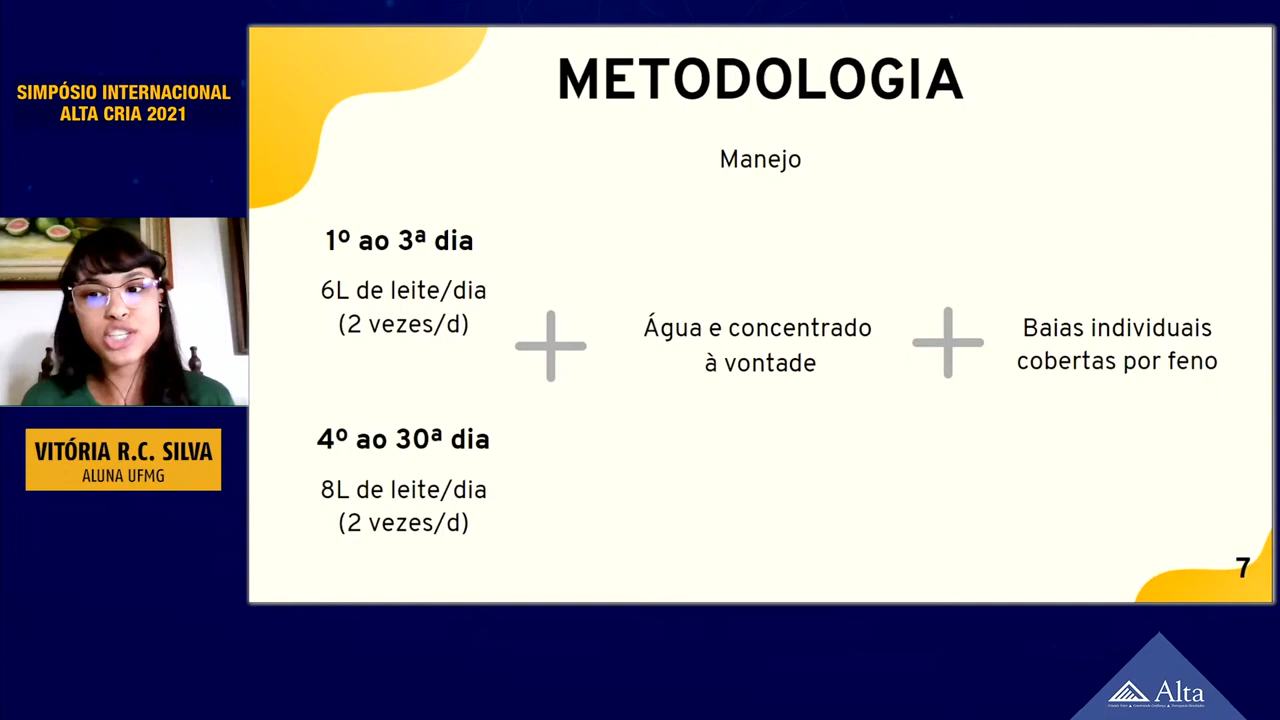 SIMPÓSIO INTERNACIONAL
ALTA CRIA 2021
VITÓRIA R.C. SILVA
ALUNA UFMG
METODOLOGIA
Manejo
1º ao 3ª dia
6L de leite/dia
(2 vezes/d)
4º ao 30ª dia
8L de leite/dia
(2 vezes/d)
Água e concentrado
à vontade
Baias individuais
cobertas por feno
7
Alta